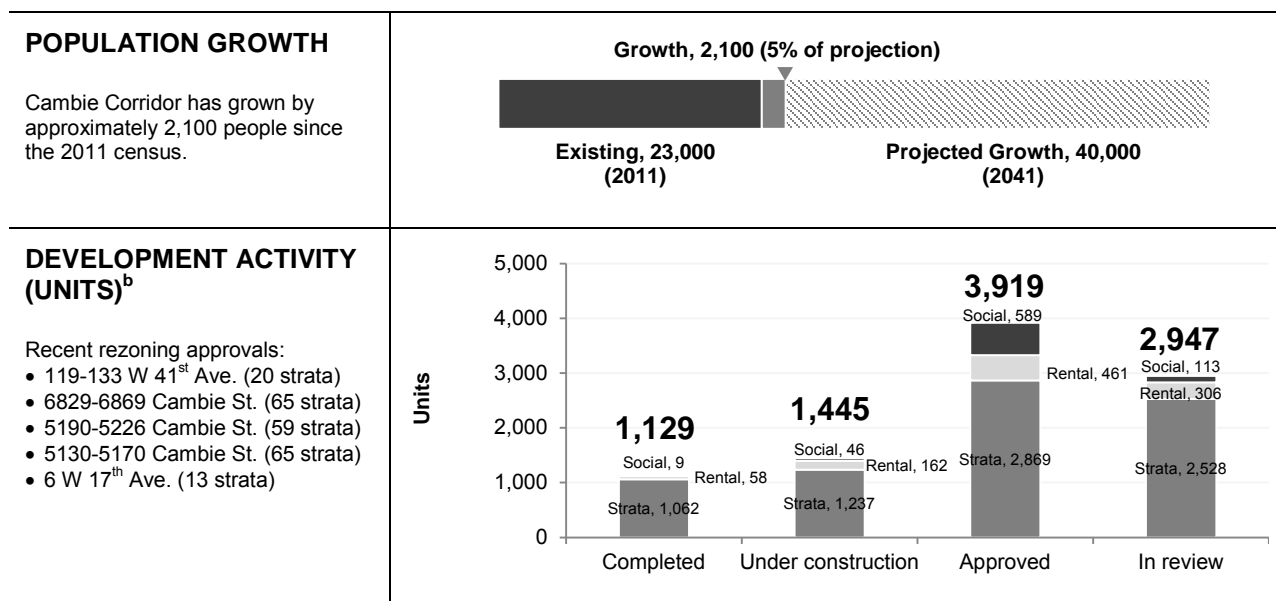 POPULATION GROWTH
Cambie Corridor has grown by
approximately 2,100 people since
the 2011 census.
Growth, 2,100 (5% of projection)
Existing, 23,000
(2011)
Projected Growth, 40,000
(2041)
DEVELOPMENT ACTIVITY
(UNITS)b
Recent rezoning approvals:
• 119-133 W 41st Ave. (20 strata)
• 6829-6869 Cambie St. (65 strata)
• 5190-5226 Cambie St. (59 strata)
• 5130-5170 Cambie St. (65 strata)
• 6 W 17th Ave. (13 strata)
Units
5,000
4,000
3,000
2,000
1,000
0
1,129
Social, 9
Rental, 58
Strata, 1,062
Completed
1,445
Social, 46
Rental, 162
Strata, 1,237
Under construction
3,919
Social, 589
Rental, 461
Strata, 2,869
Approved
2,947
Social, 113
Rental, 306
Strata, 2,528
In review